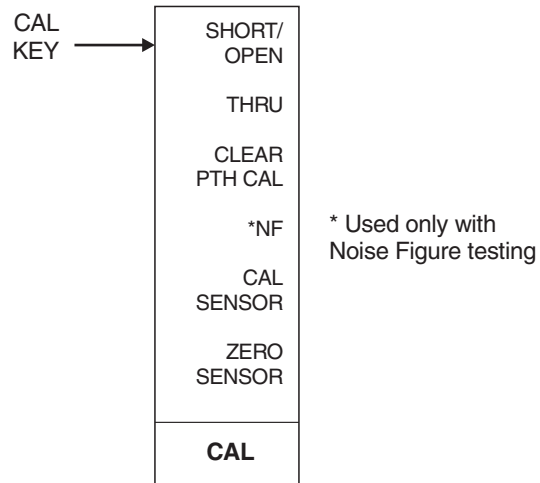 CAL
KEY
SHORT/
OPEN
THRU
CLEAR
PTH CAL
*NF
* Used only with
Noise Figure testing
CAL
SENSOR
ZERO
SENSOR
CAL